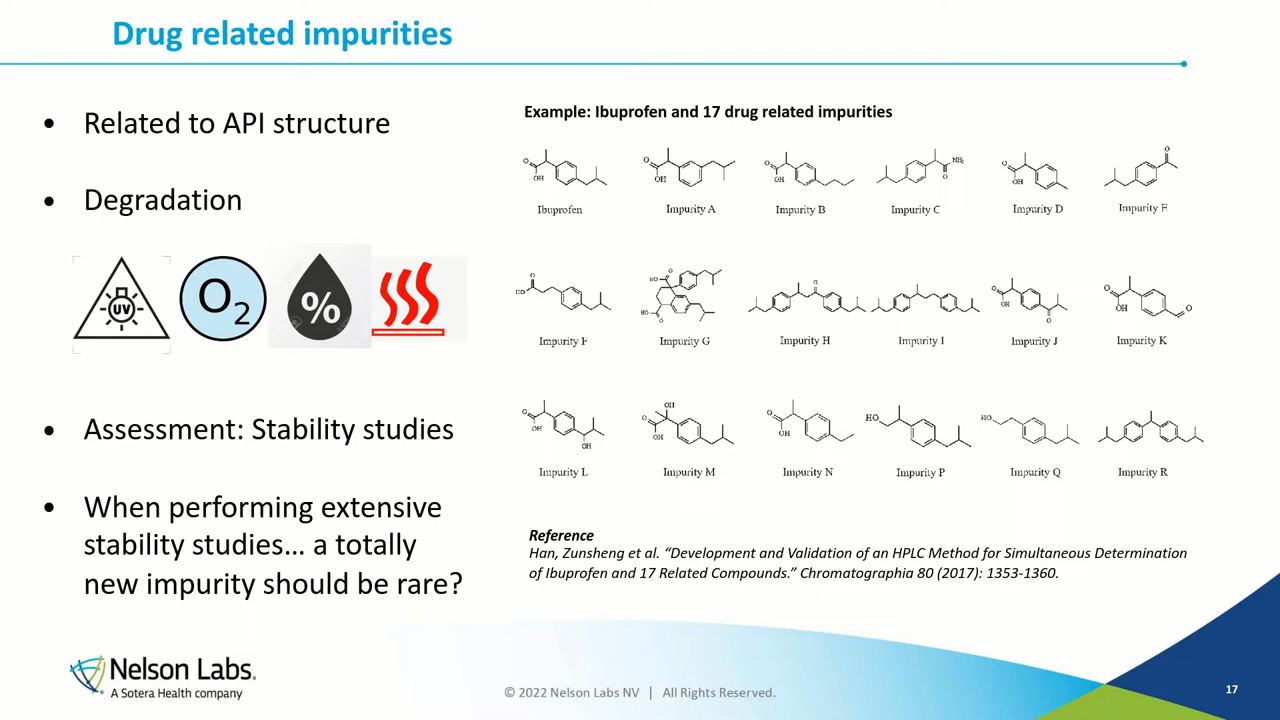 Drug related impurities
• Related to API structure
• Degradation
UV
O2
%
• Assessment: Stability studies
• When performing extensive
stability studies... a totally
new impurity should be rare?
Example: Ibuprofen and 17 drug related impurities
O OH
O OH
O OH
NH2 O
O OH
O
Ibuprofen Impurity A Impurity B Impurity C Impurity D Impurity E
O HO
HO O HO O
O
O OH O
O OH O
Impurity F Impurity G Impurity H Impurity I Impurity J Impurity K
O OH OH
OH O OH
O OH
HO
HO
Impurity L Impurity M Impurity N Impurity P Impurity Q Impurity R
Reference
Han, Zunsheng et al. “Development and Validation of an HPLC Method for Simultaneous Determination
of Ibuprofen and 17 Related Compounds.” Chromatographia 80 (2017): 1353-1360.
Nelson Labs.
A Sotera Health company
© 2022 Nelson Labs NV | All Rights Reserved.
17